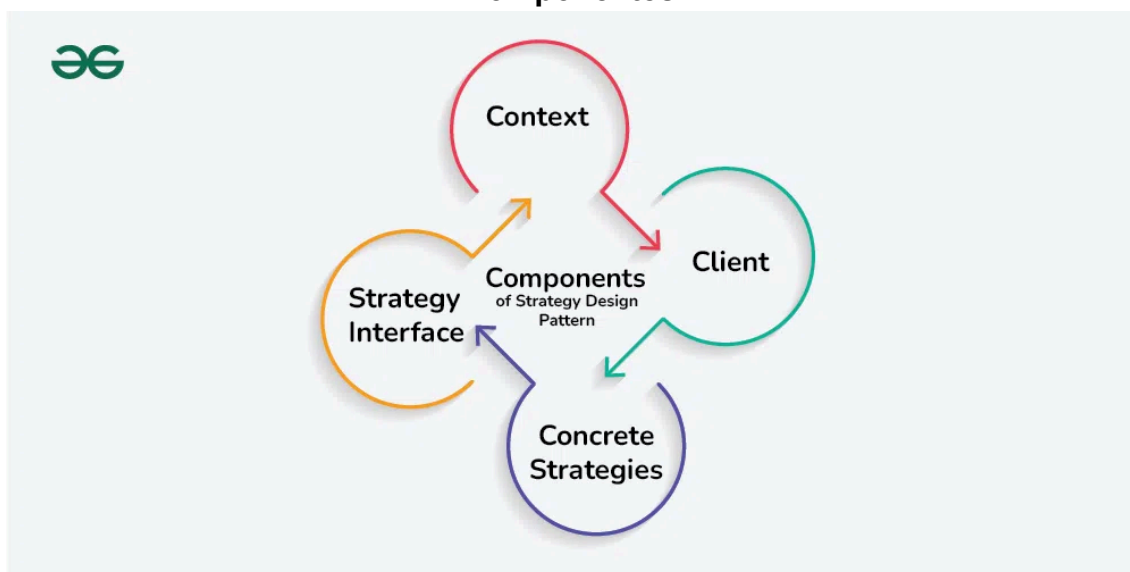 Context
Client
Components
of Strategy Design
Pattern
Strategy
Interface
Concrete
Strategies